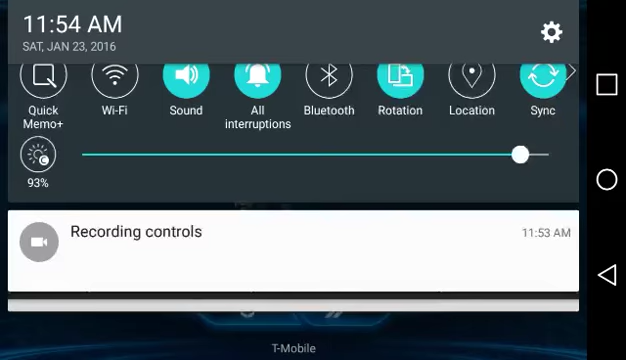 11:54 AM
SAT, JAN 23, 2016
Quick Memo+
Wi-Fi
Sound
All interruptions
Bluetooth
Rotation
Location
Sync
93%
Recording controls
11:53 AM
T-Mobile